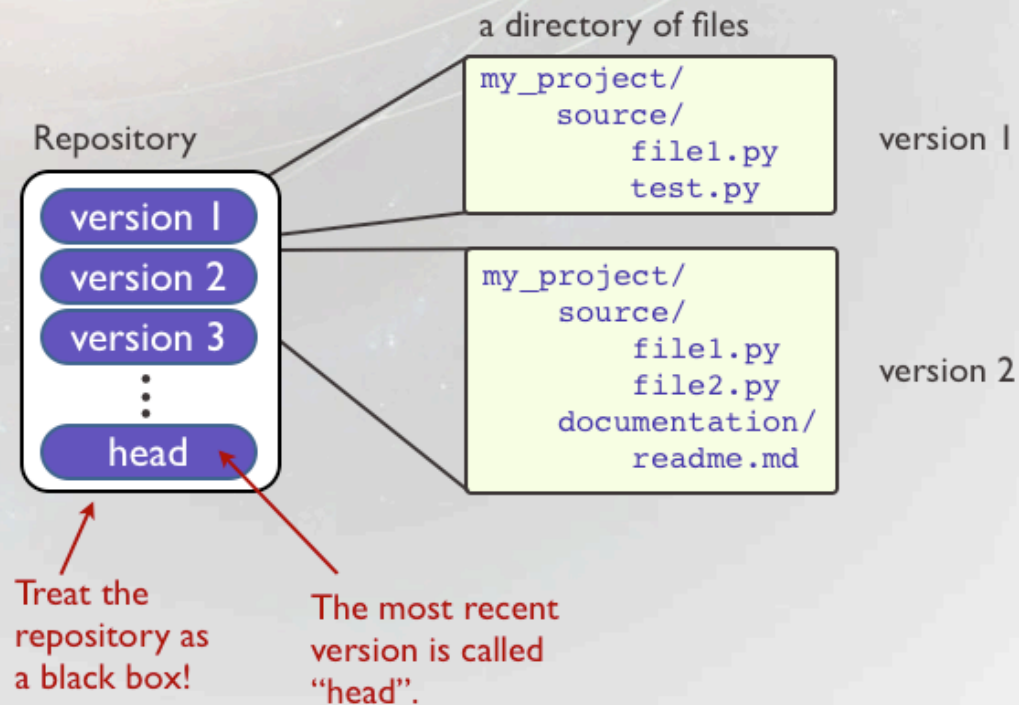 a directory of files
my_project/
source/
file1.py
test.py
version 1
Repository
version 1
version 2
version 3
head
my_project/
source/
file1.py
file2.py
documentation/
readme.md
version 2
Treat the
repository as
a black box!
The most recent
version is called
“head”.